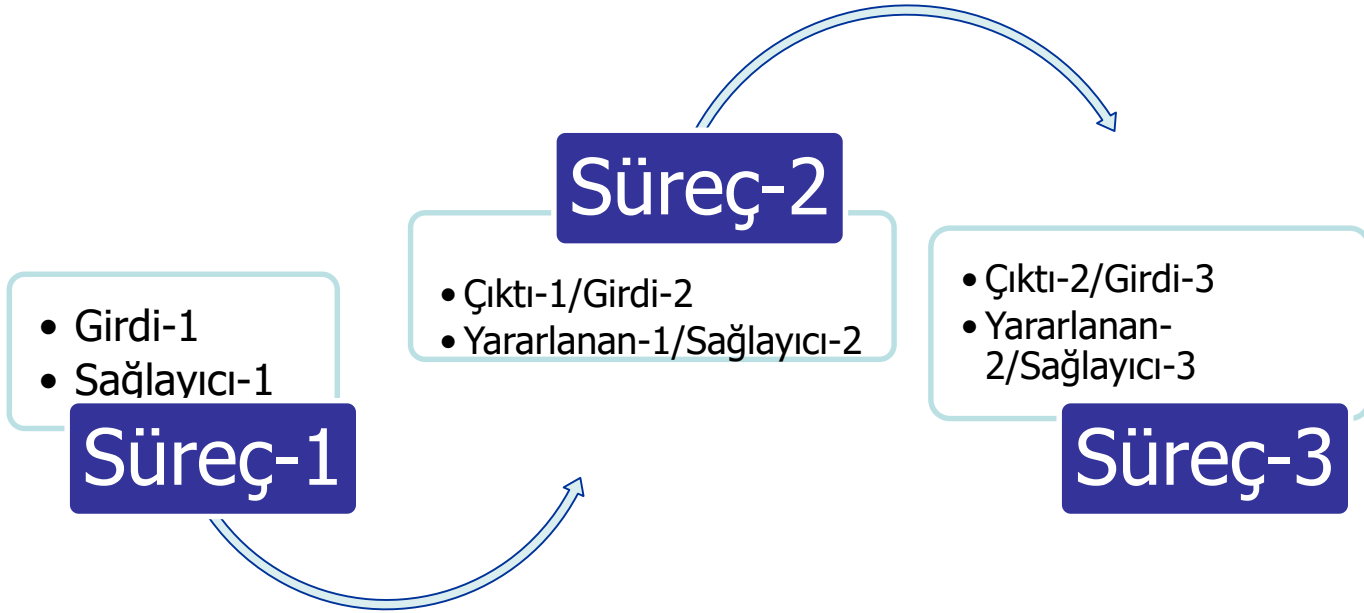 • Girdi-1
• Sağlayıcı-1
Süreç-1
Süreç-2
• Çıktı-1/Girdi-2
• Yararlanan-1/Sağlayıcı-2
• Çıktı-2/Girdi-3
• Yararlanan-
2/Sağlayıcı-3
Süreç-3